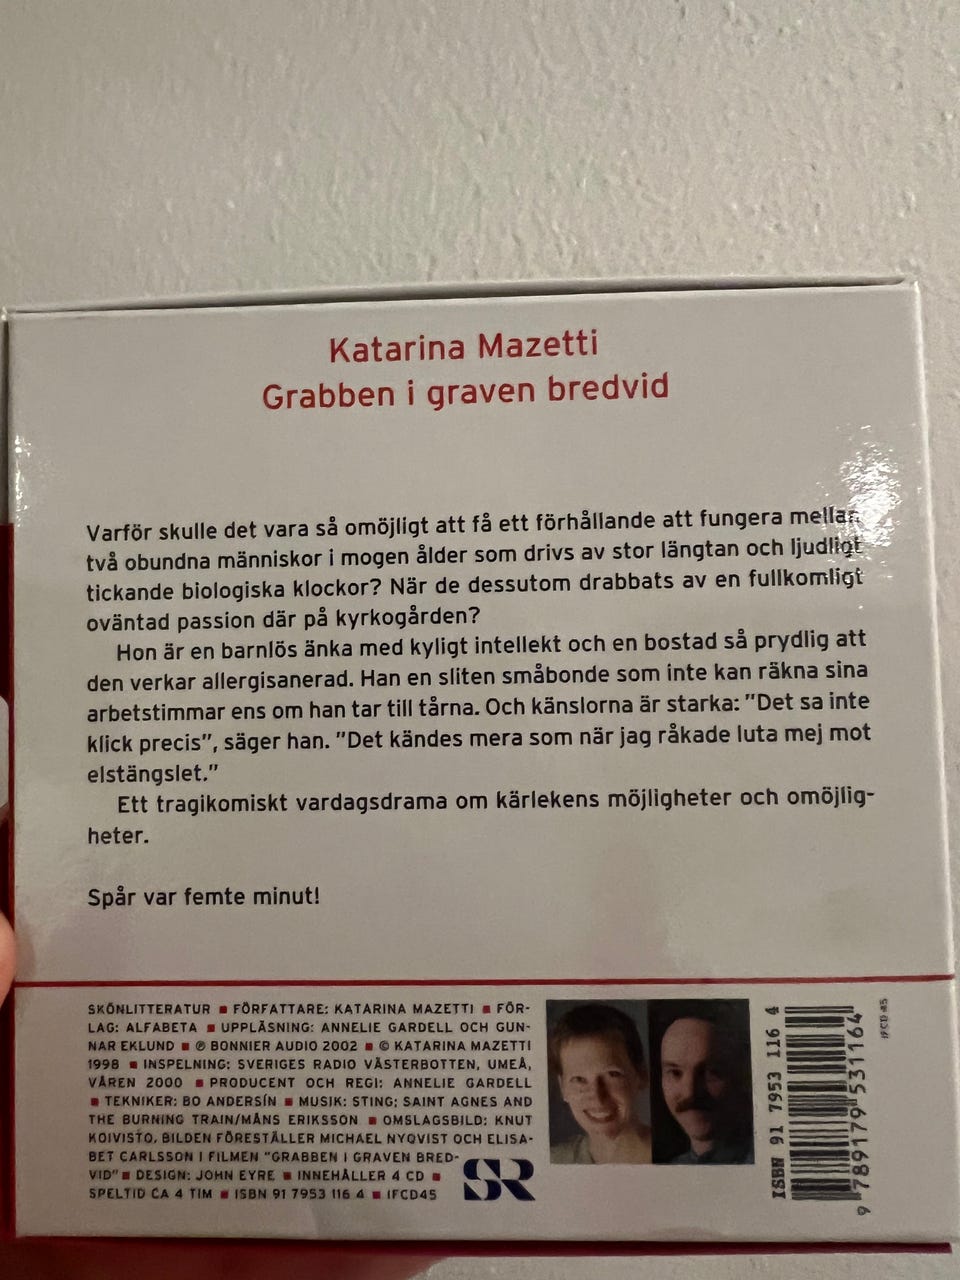 Katarina Mazetti
Grabben i graven bredvid
Varför skulle det vara så omöjligt att få ett förhållande att fungera mellan
två obundna människor i mogen ålder som drivs av stor längtan och ljudligt
tickande biologiska klockor? När de dessutom drabbats av en fullkomligt
oväntad passion där på kyrkogården?
Hon är en barnlös änka med kyligt intellekt och en bostad så prydlig att
den verkar allergisanerad. Han en sliten småbonde som inte kan räkna sina
arbetstimmar ens om han tar till tårna. Och känslorna är starka: "Det sa inte
klick precis", säger han. "Det kändes mera som när jag råkade luta mej mot
elstängslet."
Ett tragikomiskt vardagsdrama om kärlekens möjligheter och omöjlig-
heter.
Spår var femte minut!
SKÖNLITTERATUR ■ FÖRFATTARE: KATARINA MAZETTI ■ FÖR-
LAG: ALFABETA ■ UPPLÄSNING: ANNELIE GARDELL OCH GUN-
NAR EKLUND ■ ℗ BONNIER AUDIO 2002 ■ © KATARINA MAZETTI
1998 ■ INSPELNING: SVERIGES RADIO VÄSTERBOTTEN, UMEÅ,
VÅREN 2000 ■ PRODUCENT OCH REGI: ANNELIE GARDELL
■ TEKNIKER: BO ANDERSÍN ■ MUSIK: STING; SAINT AGNES AND
THE BURNING TRAIN/MÅNS ERIKSSON ■ OMSLAGSBILD: KNUT
KOIVISTO, BILDEN FÖRESTÄLLER MICHAEL NYQVIST OCH ELISA-
BET CARLSSON I FILMEN "GRABBEN I GRAVEN BRED-
VID" ■ DESIGN: JOHN EYRE ■ INNEHÅLLER 4 CD ■
SPELTID CA 4 TIM ■ ISBN 91 7953 116 4 ■ IFCD45
SR
ISBN 91 7953 116 4
9 789179 531164
IFCD 45